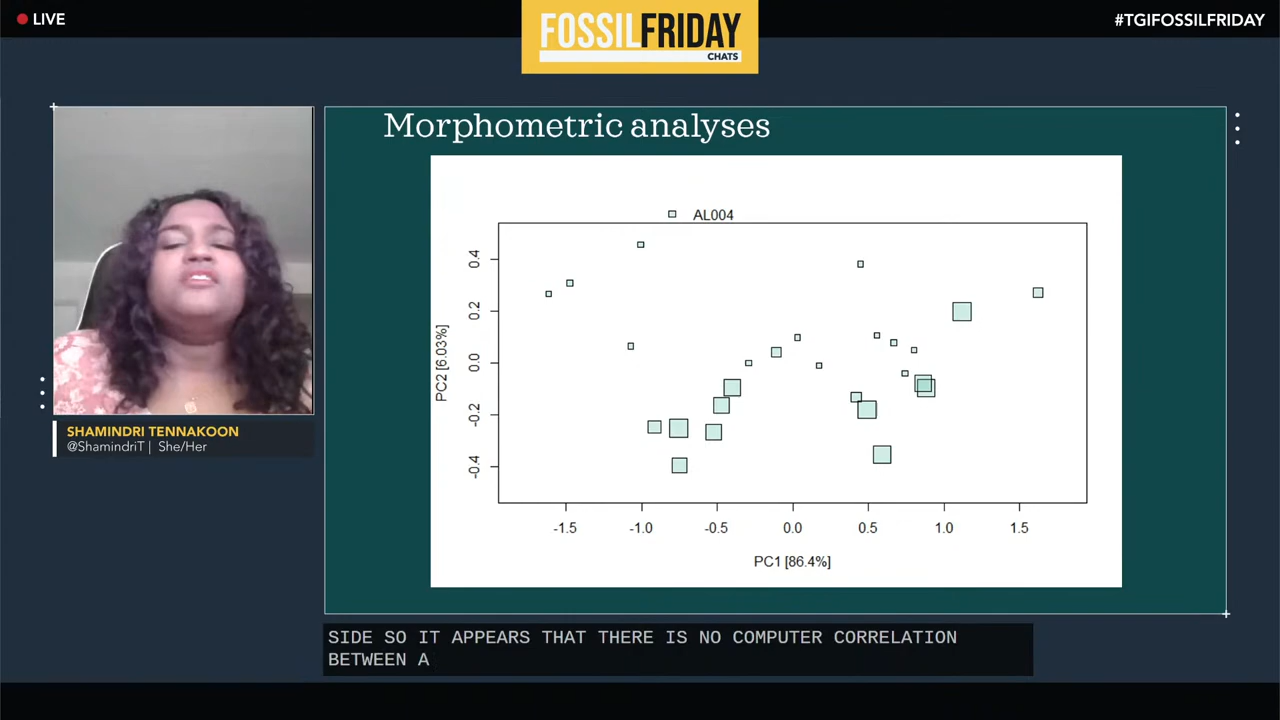 LIVE
FOSSILFRIDAY
CHATS
#TGIFOSSILFRIDAY
Morphometric analyses
AL004
0.4
0.2
0.0
-0.2
-0.4
PC2 [6.03%]
-1.5 -1.0 -0.5 0.0 0.5 1.0 1.5
PC1 [86.4%]
SHAMINDRI TENNAKOON
@ShamindriT | She/Her
SIDE SO IT APPEARS THAT THERE IS NO COMPUTER CORRELATION
BETWEEN A